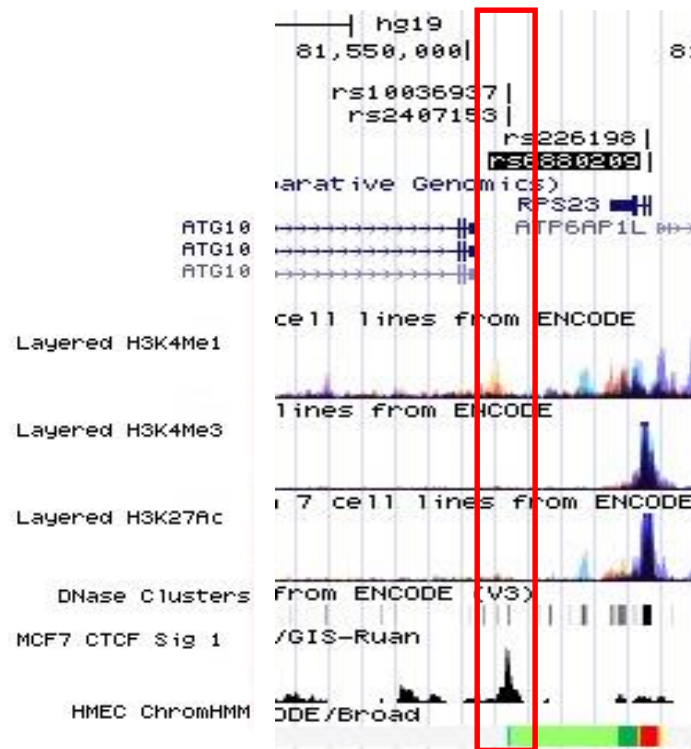 hg19
81,550,000| 8
rs10036937
rs2407153
rs226198
rs6880209
arative Genomics)
RPS23
ATG10 ATP6AP1L
ATG10
ATG10
cell lines from ENCODE
Layered H3K4Me1
lines from ENCODE
Layered H3K4Me3
7 cell lines from ENCODE
Layered H3K27Ac
from ENCODE (V3)
DNase Clusters
/GIS-Ruan
MCF7 CTCF Sig 1
HMEC ChromHMM ODE/Broad